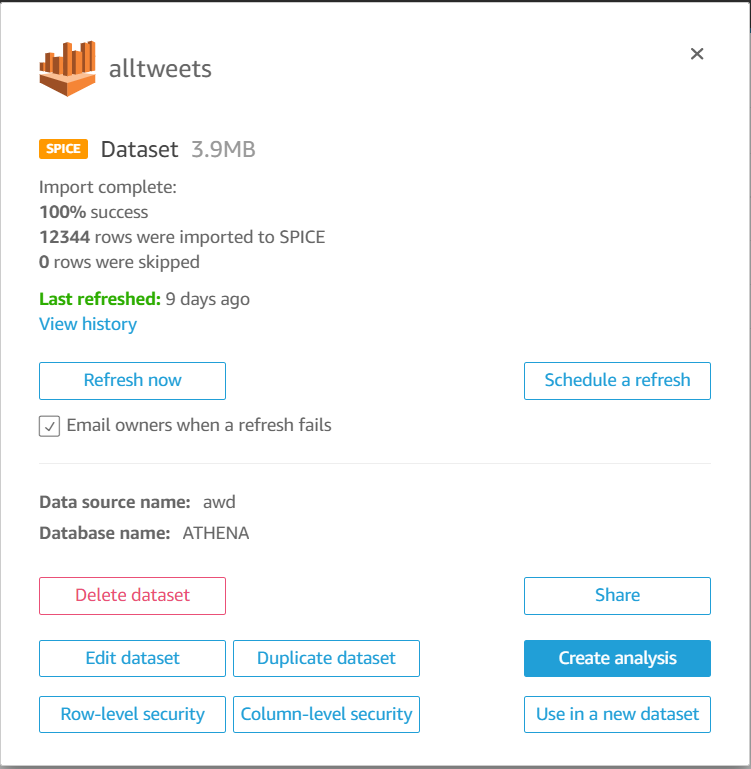 alltweets
SPICE Dataset 3.9MB
Import complete:
100% success
12344 rows were imported to SPICE
0 rows were skipped
Last refreshed: 9 days ago
View history
Refresh now Schedule a refresh
Email owners when a refresh fails
Data source name: awd
Database name: ATHENA
Delete dataset Share
Edit dataset Duplicate dataset Create analysis
Row-level security Column-level security Use in a new dataset